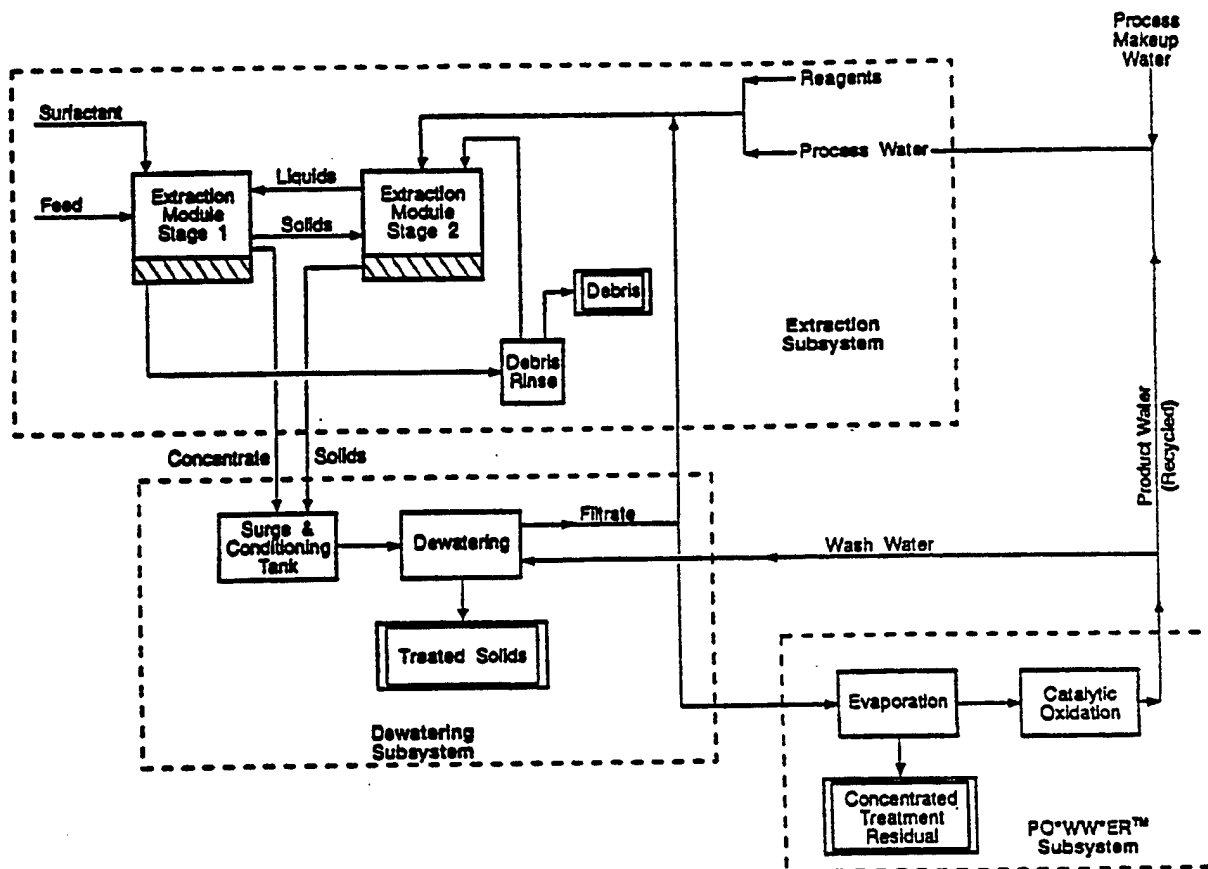 Process
Makeup
Water
Reagents
Surfactant
Process Water
Liquids
Extraction
Module
Stage 1
Extraction
Module
Stage 2
Feed
Solids
Debris
Extraction
Subsystem
Debris
Rinse
Product Water
(Recycled)
Concentrate
Solids
Surge &
Conditioning
Tank
Dewatering
Filtrate
Wash Water
Treated Solids
Evaporation
Catalytic
Oxidation
Dewatering
Subsystem
Concentrated
Treatment
Residual
PO*WW*ER™
Subsystem